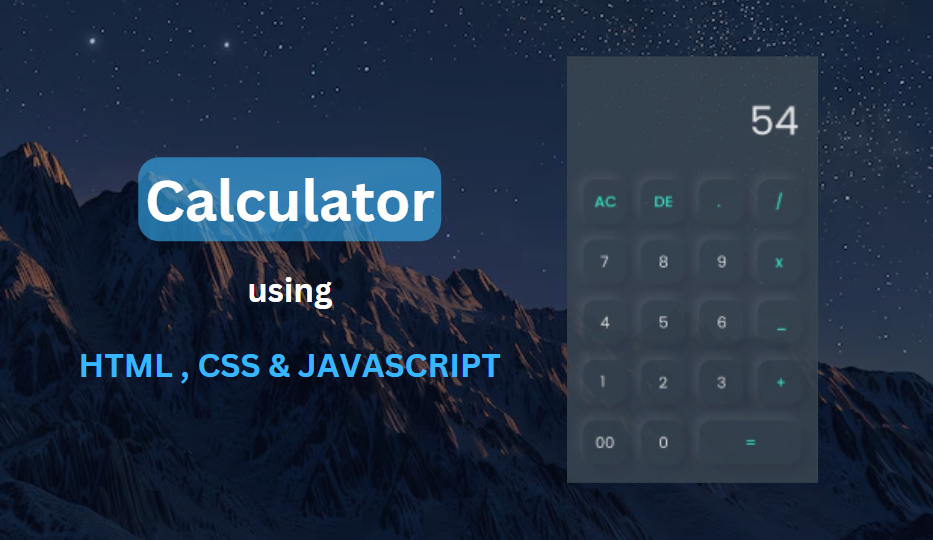 Calculator
using
HTML , CSS & JAVASCRIPT
54
AC DE . /
7 8 9 x
4 5 6 _
1 2 3 +
00 0 =